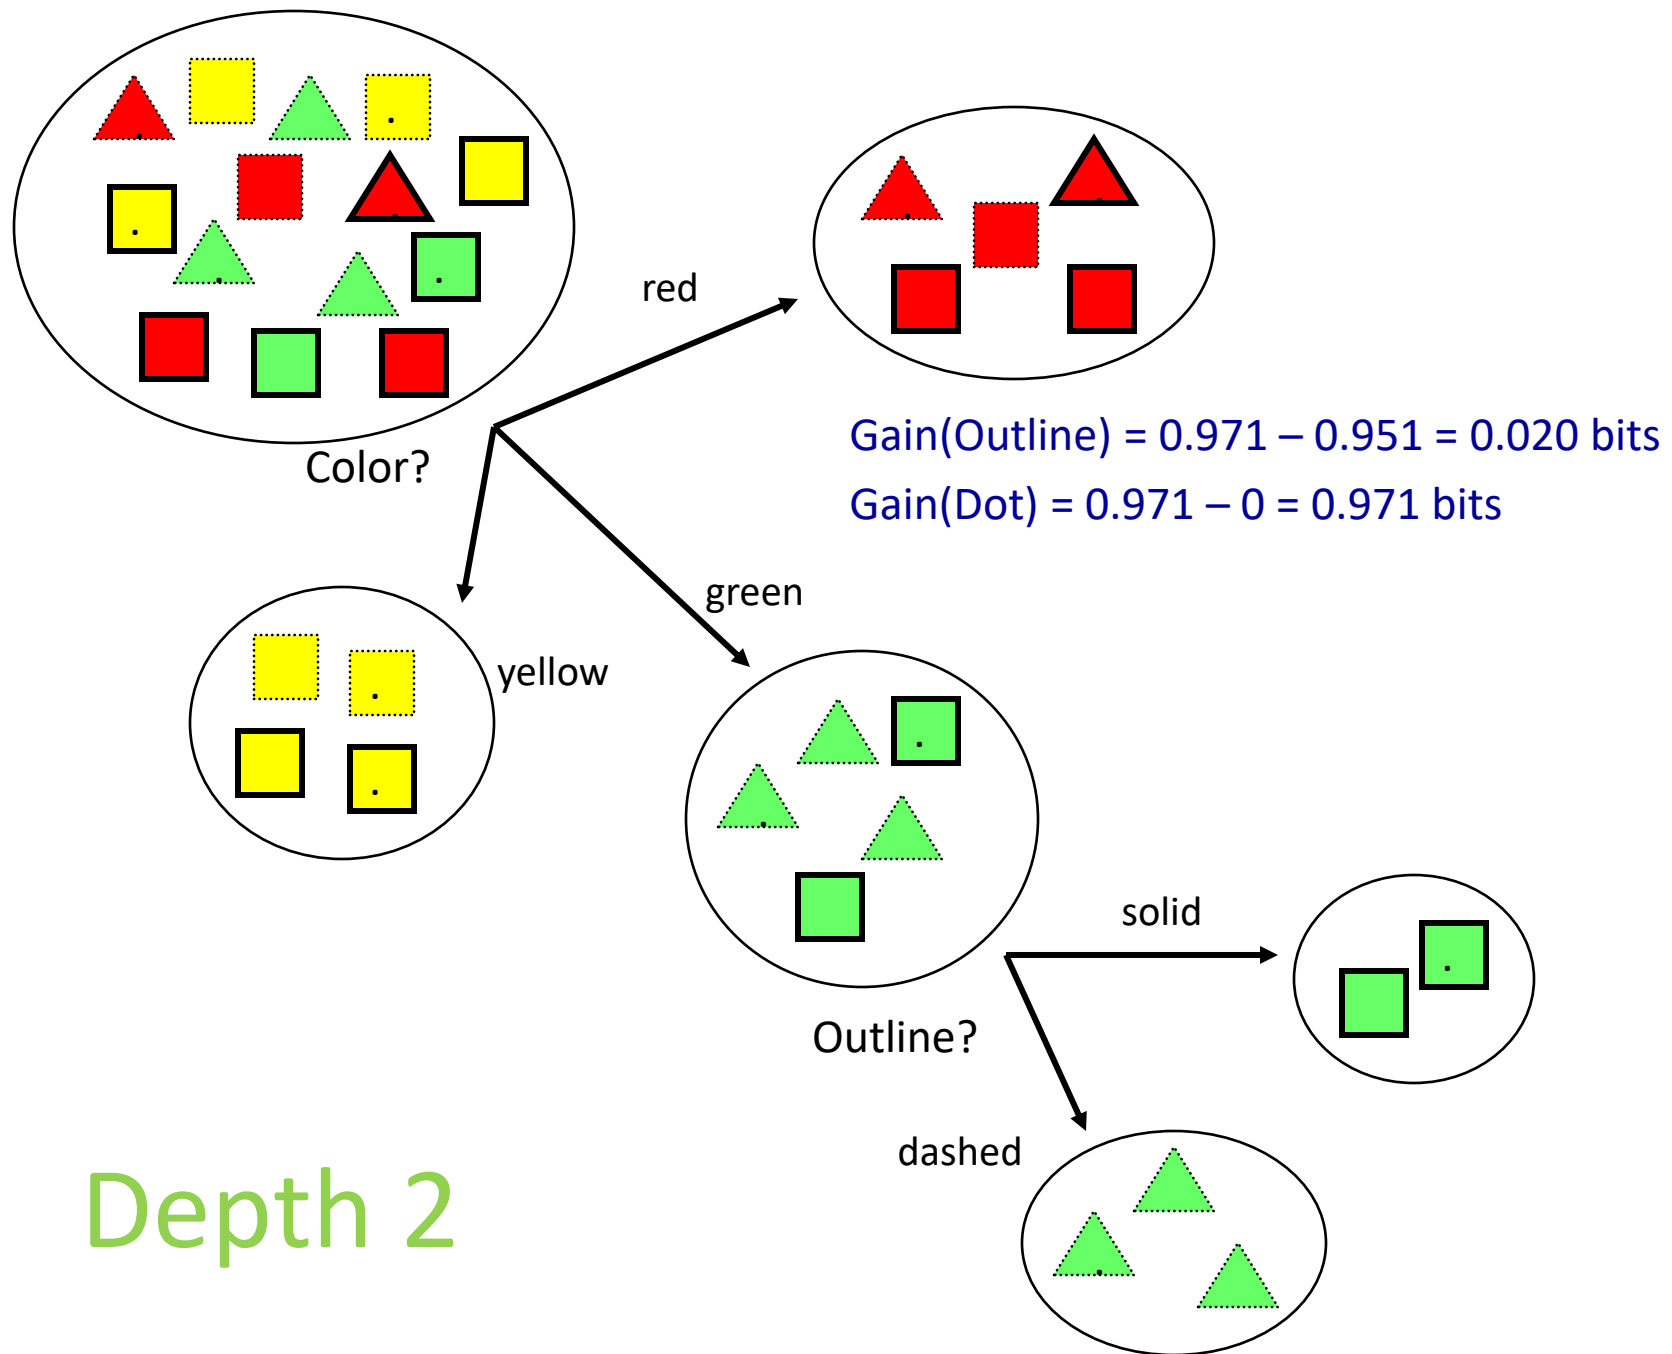 red
Gain(Outline) = 0.971 – 0.951 = 0.020 bits
Color?
Gain(Dot) = 0.971 – 0 = 0.971 bits
green
yellow
solid
Outline?
dashed
Depth 2